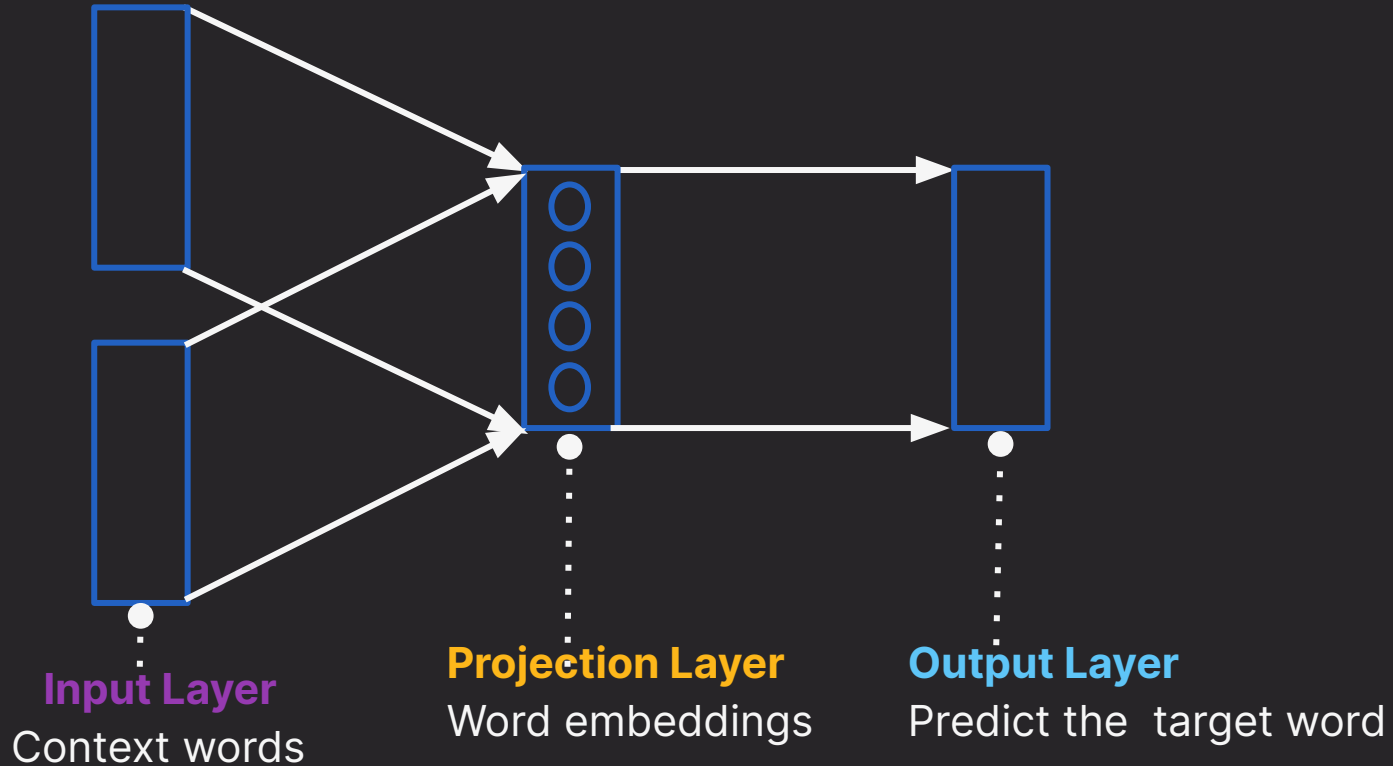 Input Layer
Context words
Projection Layer
Word embeddings
Output Layer
Predict the  target word